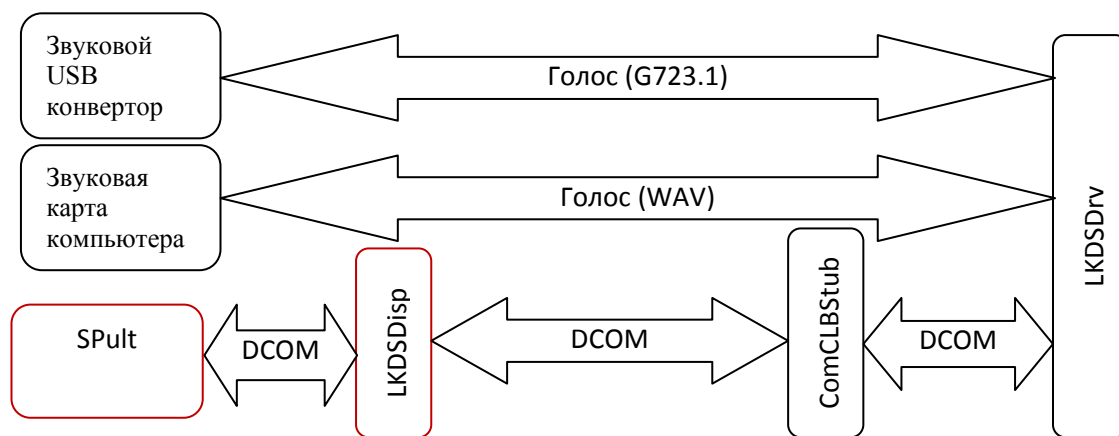 Звуковой
USB
конвертор
Голос (G723.1)
Звуковая
карта
компьютера
Голос (WAV)
SPult
DCOM
LKDSDisp
DCOM
ComCLBStub
DCOM
LKDSDrv